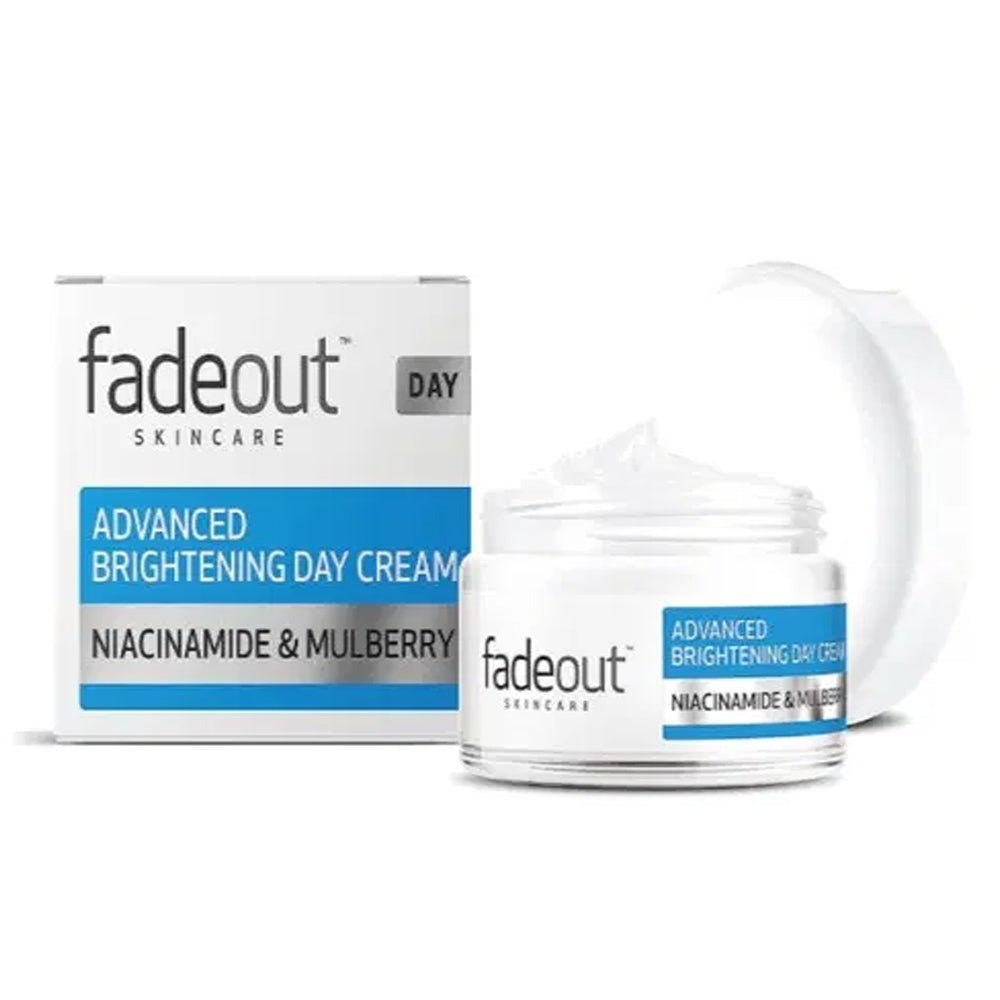 fadeout™
SKINCARE
DAY
ADVANCED
BRIGHTENING DAY CREAM
NIACINAMIDE & MULBERRY
fadeout™
SKINCARE
ADVANCED
BRIGHTENING DAY CREAM
NIACINAMIDE & MULBERRY